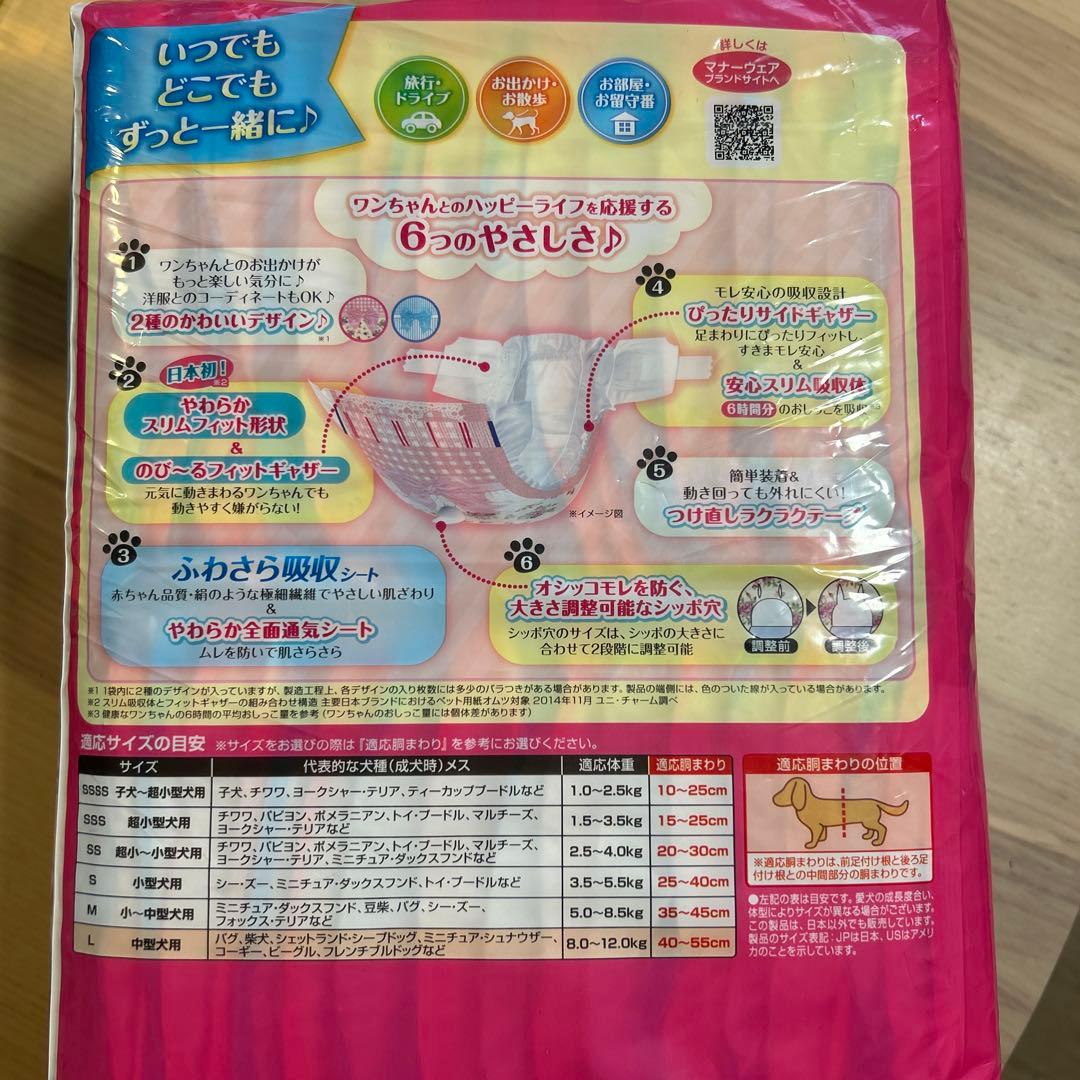 いつでも
どこでも
ずっと一緒に♪
旅行・
ドライブ
お出かけ・
お散歩
お部屋・
お留守番
詳しくは
マナーウェア
ブランドサイトへ
ワンちゃんとのハッピーライフを応援する
6つのやさしさ♪
1
ワンちゃんとのお出かけが
もっと楽しい気分に♪
洋服とのコーディネートもOK♪
2種のかわいいデザイン♪
※1
2
日本初!
※2
やわらか
スリムフィット形状
&
のび〜るフィットギャザー
元気に動きまわるワンちゃんでも
動きやすく嫌がらない!
3
ふわさら吸収シート
赤ちゃん品質・絹のような極細繊維でやさしい肌ざわり
&
やわらか全面通気シート
ムレを防いで肌さらさら
4
モレ安心の吸収設計
ぴったりサイドギャザー
足まわりにぴったりフィットし、
すきまモレ安心
&
安心スリム吸収体
6時間分のおしっこを吸収※3
5
簡単装着&
動き回っても外れにくい!
つけ直しラクラクテープ
※イメージ図
6
オシッコモレを防ぐ、
大きさ調整可能なシッポ穴
シッポ穴のサイズは、シッポの大きさに
合わせて2段階に調整可能
調整前
調整後
※1 1袋内に2種のデザインが入っていますが、製造工程上、各デザインの入り枚数には多少のバラつきがある場合があります。製品の端側には、色のついた線が入っている場合があります。
※2 スリム吸収体とフィットギャザーの組み合わせ構造 主要日本ブランドにおけるペット用紙オムツ対象 2014年11月 ユニ・チャーム調べ
※3 健康なワンちゃんの6時間の平均おしっこ量を参考(ワンちゃんのおしっこ量には個体差があります)
適応サイズの目安 ※サイズをお選びの際は『適応胴まわり』を参考にお選びください。
サイズ 代表的な犬種(成犬時)メス 適応体重 適応胴まわり
SSSS 子犬〜超小型犬用 子犬、チワワ、ヨークシャー・テリア、ティーカッププードルなど 1.0〜2.5kg 10〜25cm
SSS 超小型犬用 チワワ、パピヨン、ポメラニアン、トイ・プードル、マルチーズ、
ヨークシャー・テリアなど 1.5〜3.5kg 15〜25cm
SS 超小〜小型犬用 チワワ、パピヨン、ポメラニアン、トイ・プードル、マルチーズ、
ヨークシャー・テリア、ミニチュア・ダックスフンドなど 2.5〜4.0kg 20〜30cm
S 小型犬用 シー・ズー、ミニチュア・ダックスフンド、トイ・プードルなど 3.5〜5.5kg 25〜40cm
M 小〜中型犬用 ミニチュア・ダックスフンド、豆柴、パグ、シー・ズー、
フォックス・テリアなど 5.0〜8.5kg 35〜45cm
L 中型犬用 パグ、柴犬、シェットランド・シープドッグ、ミニチュア・シュナウザー、
コーギー、ビーグル、フレンチブルドッグなど 8.0〜12.0kg 40〜55cm
適応胴まわりの位置
※適応胴まわりは、前足付け根と後ろ足
付け根との中間部分の胴まわりです。
●左記の表は目安です。愛犬の成長度合い、
体型によりサイズが異なる場合がございます。
この製品は、日本以外でも販売しています。
製品のサイズ表記:JPは日本、USはアメリ
カのことを示しています。